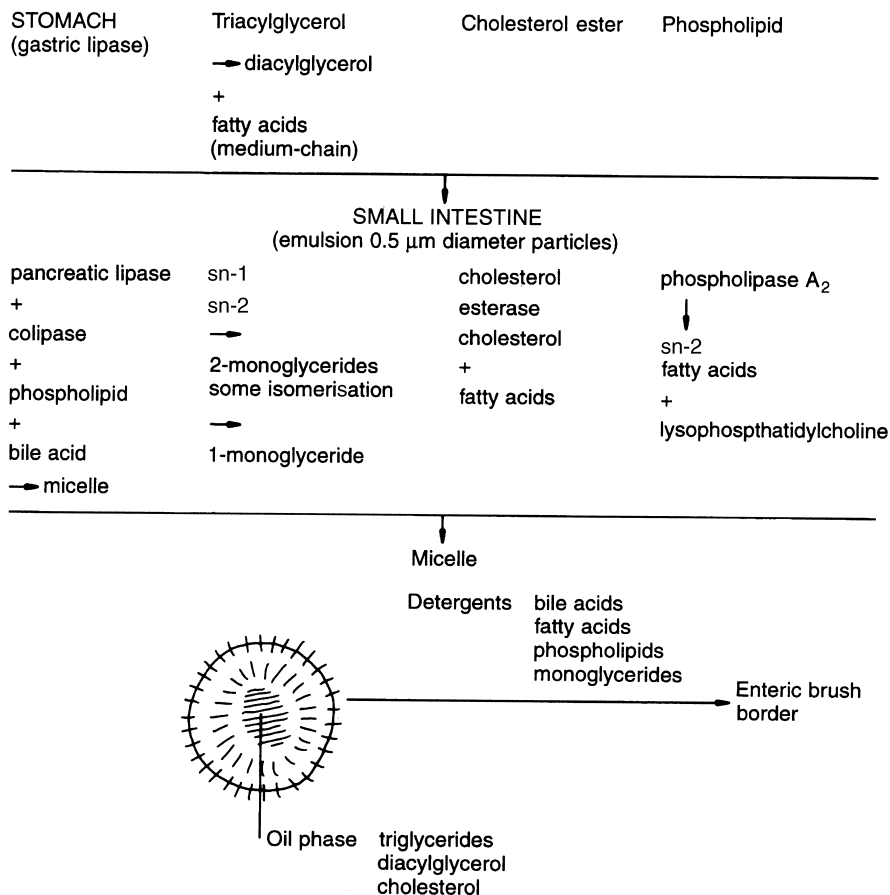 STOMACH Triacylglycerol Cholesterol ester Phospholipid
(gastric lipase)
→ diacylglycerol
+
fatty acids
(medium-chain)
SMALL INTESTINE
(emulsion 0.5 μm diameter particles)
pancreatic lipase sn-1 cholesterol phospholipase A₂
+ sn-2 esterase
colipase → cholesterol sn-2
+ 2-monoglycerides + fatty acids
phospholipid some isomerisation fatty acids +
+ → lysophospthatidylcholine
bile acid 1-monoglyceride
→ micelle
Micelle
Detergents bile acids
fatty acids
phospholipids
monoglycerides
Enteric brush
border
Oil phase triglycerides
diacylglycerol
cholesterol